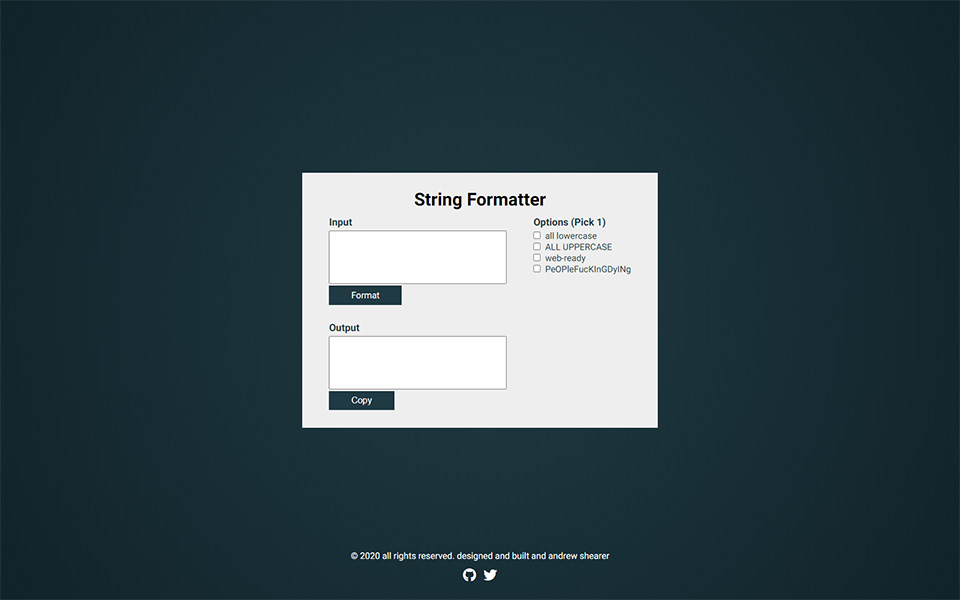 String Formatter
Input
Options (Pick 1)
all lowercase
ALL UPPERCASE
web-ready
PeOPleFucKInGDyINg
Format
Output
Copy
© 2020 all rights reserved. designed and built and andrew shearer